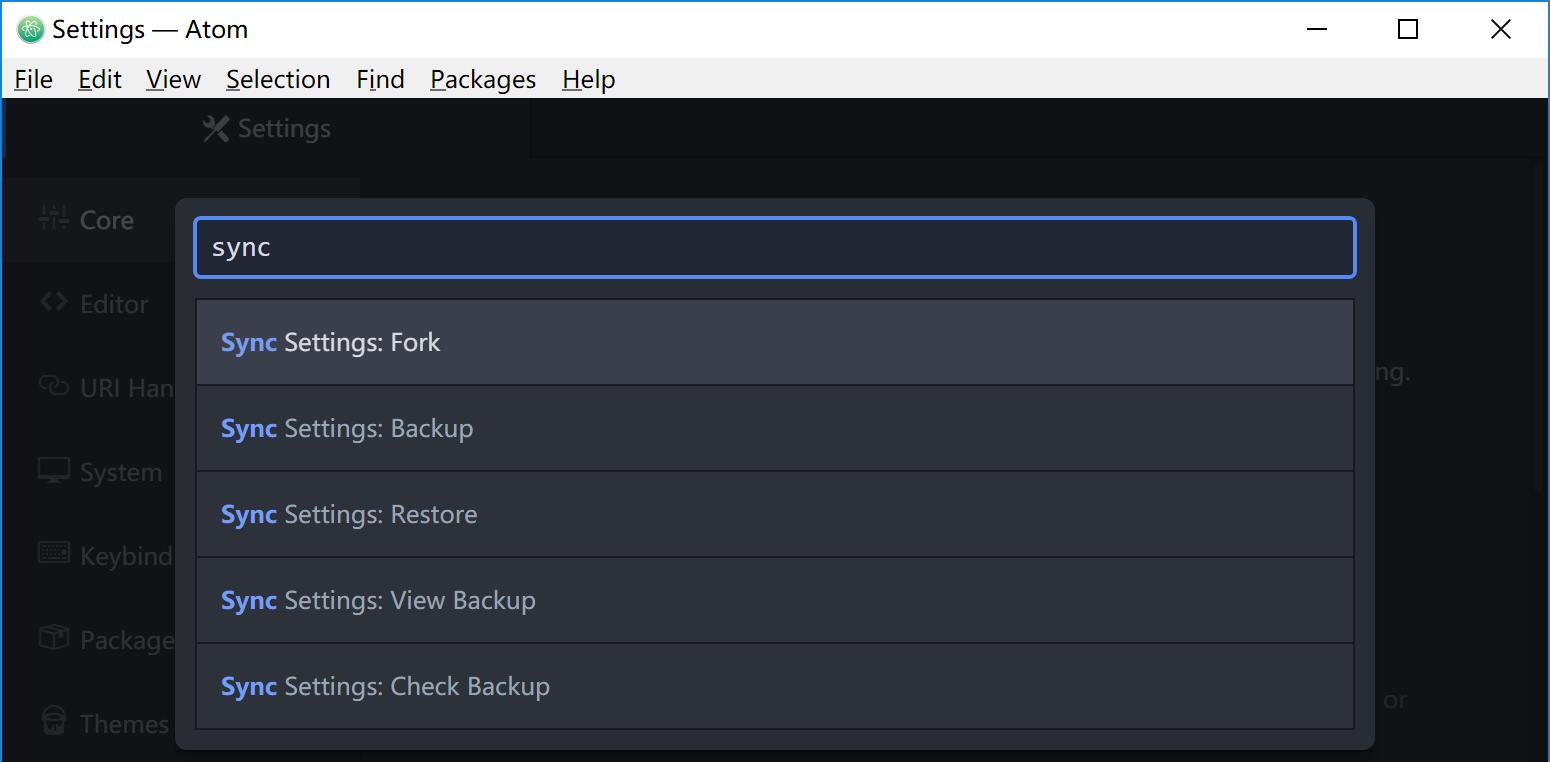 Settings — Atom
File Edit View Selection Find Packages Help
Settings
Core
sync
Editor
Sync Settings: Fork
URI Han
ng.
Sync Settings: Backup
System
Sync Settings: Restore
Keybind
Sync Settings: View Backup
Package
Sync Settings: Check Backup
or
Themes